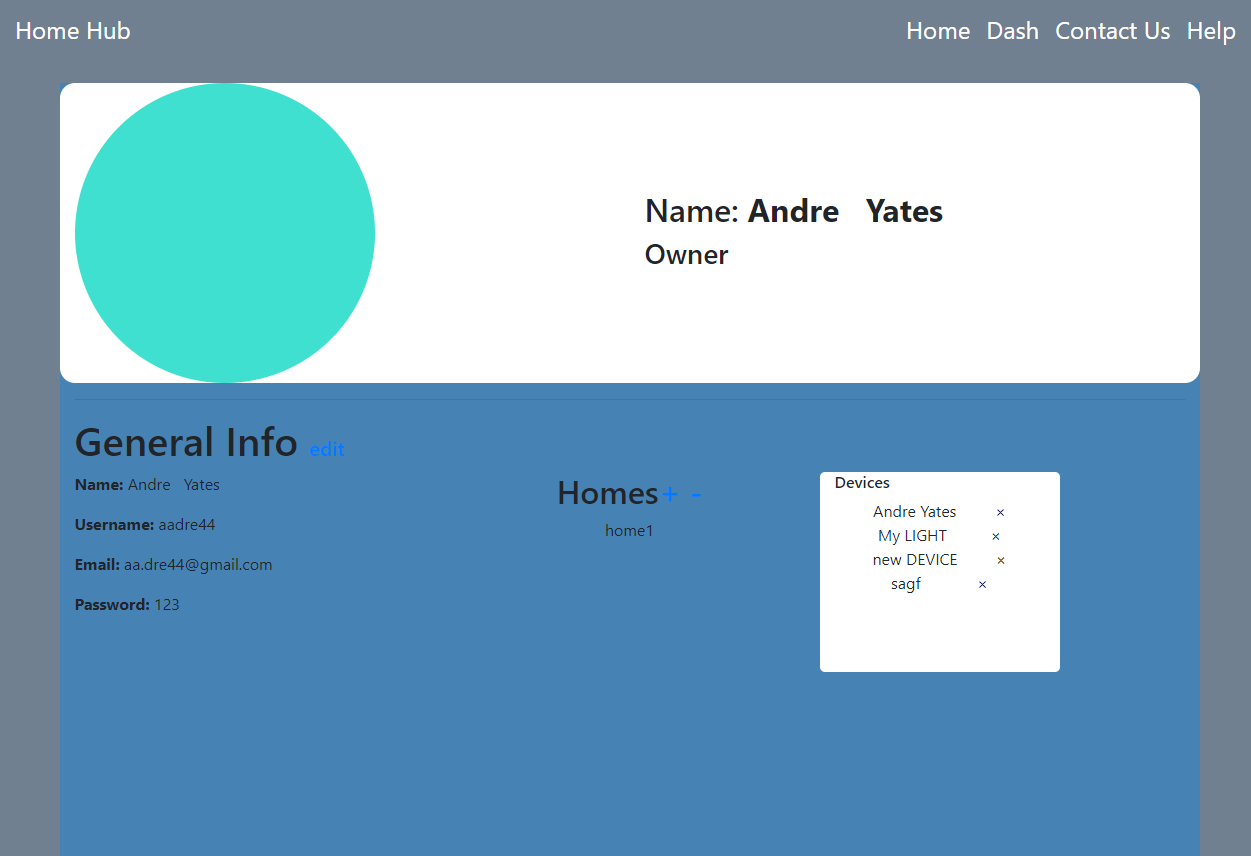 Home Hub
Home Dash Contact Us Help
Name: Andre Yates
Owner
General Info edit
Name: Andre Yates
Username: aadre44
Email: aa.dre44@gmail.com
Password: 123
Homes + -
home1
Devices
Andre Yates ×
My LIGHT ×
new DEVICE ×
sagf ×